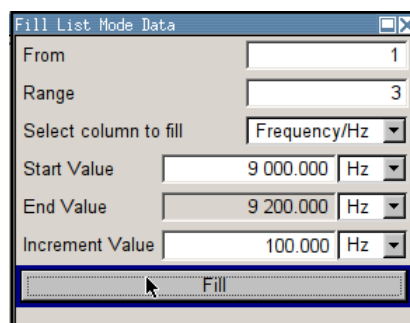 Fill List Mode Data
From 1
Range 3
Select column to fill Frequency/Hz
Start Value 9 000.000 Hz
End Value 9 200.000 Hz
Increment Value 100.000 Hz
Fill